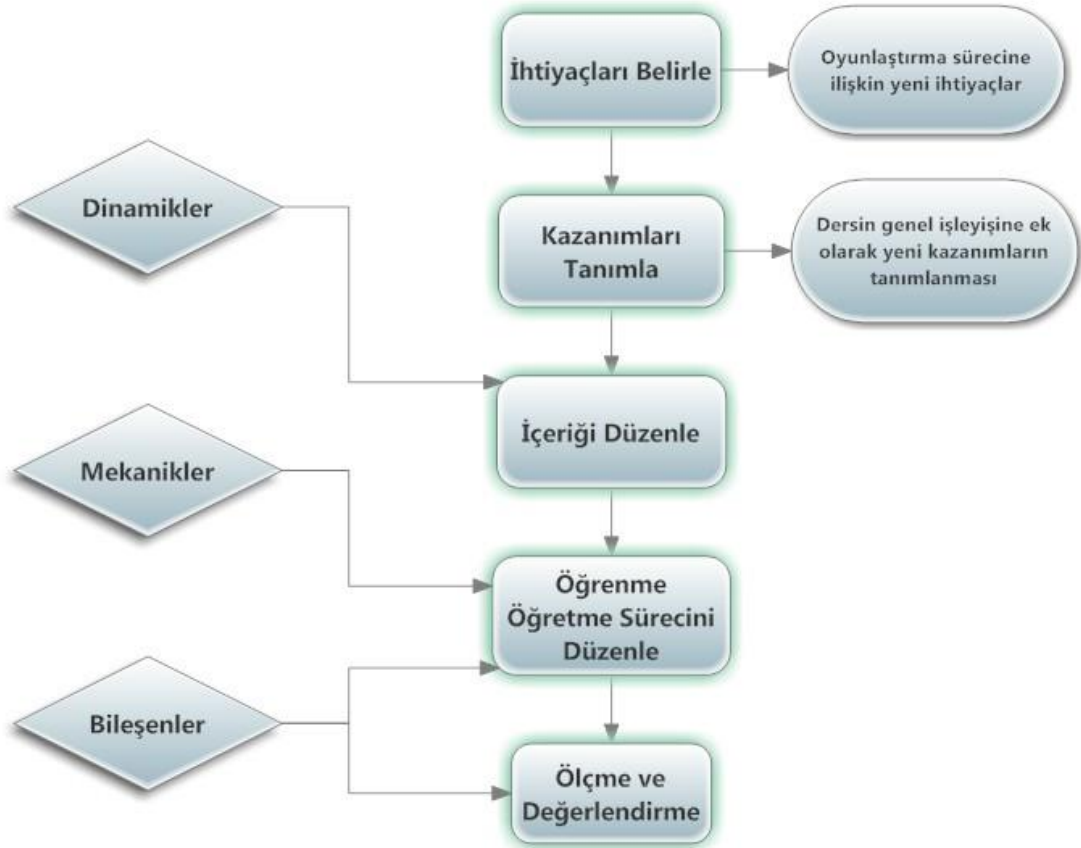 İhtiyaçları Belirle
Oyunlaştırma sürecine
ilişkin yeni ihtiyaçlar
Dinamikler
Kazanımları
Tanımla
Dersin genel işleyişine ek
olarak yeni kazanımların
tanımlanması
İçeriği Düzenle
Mekanikler
Öğrenme
Öğretme Sürecini
Düzenle
Bileşenler
Ölçme ve
Değerlendirme